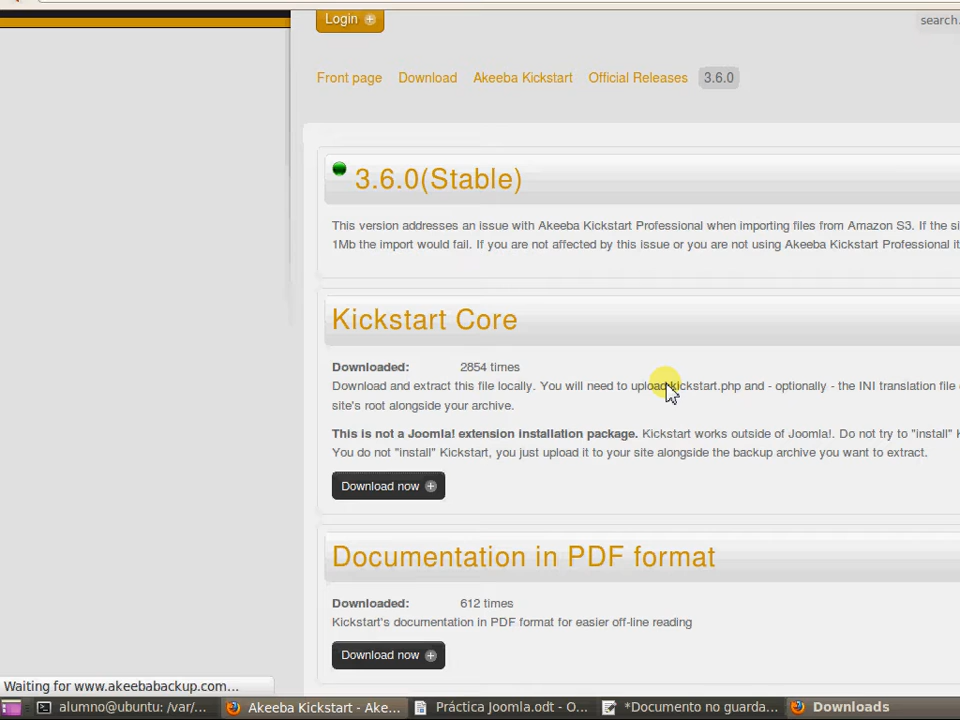 Login
search.
Front page Download Akeeba Kickstart Official Releases 3.6.0
3.6.0(Stable)
This version addresses an issue with Akeeba Kickstart Professional when importing files from Amazon S3. If the si
1Mb the import would fail. If you are not affected by this issue or you are not using Akeeba Kickstart Professional it
Kickstart Core
Downloaded: 2854 times
Download and extract this file locally. You will need to upload kickstart.php and - optionally - the INI translation file
site's root alongside your archive.
This is not a Joomla! extension installation package. Kickstart works outside of Joomla!. Do not try to "install" K
You do not "install" Kickstart, you just upload it to your site alongside the backup archive you want to extract.
Download now
Documentation in PDF format
Downloaded: 612 times
Kickstart's documentation in PDF format for easier off-line reading
Download now
Waiting for www.akeebabackup.com...
alumno@ubuntu: /var/... Akeeba Kickstart - Ake... Práctica Joomla.odt - O... *Documento no guarda... Downloads